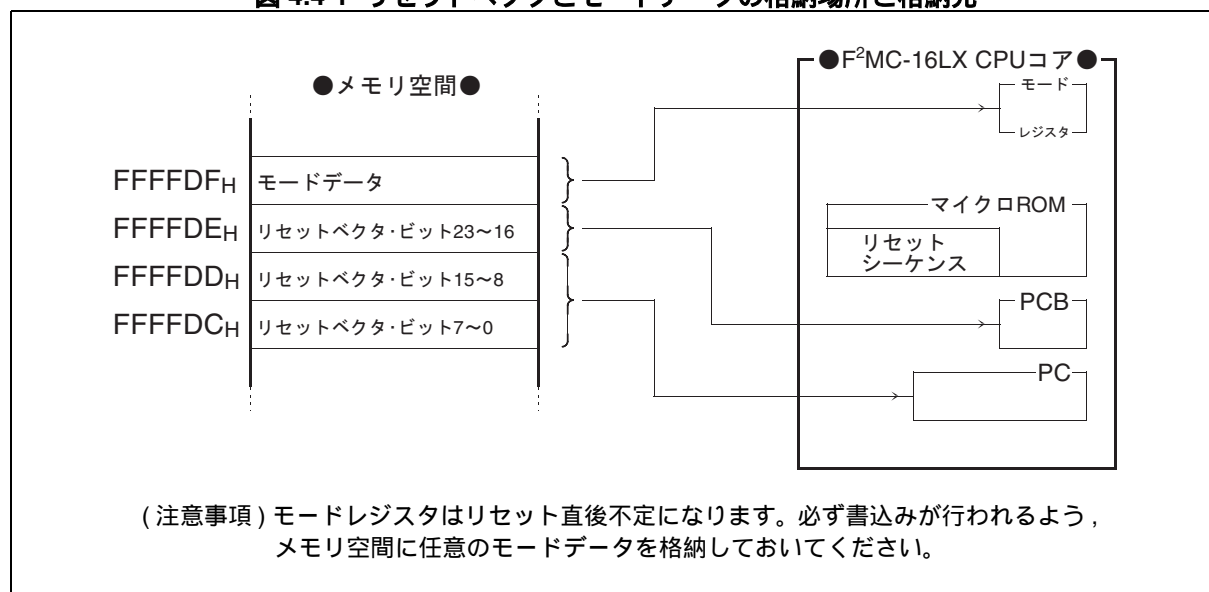 ●F²MC-16LX CPUコア●
●メモリ空間●
モード
レジスタ
FFFFDFH モードデータ
FFFFDEH リセットベクタ・ビット23～16
FFFFDDH リセットベクタ・ビット15～8
FFFFDCH リセットベクタ・ビット7～0
マイクロROM
リセット
シーケンス
PCB
PC
(注意事項)モードレジスタはリセット直後不定になります。必ず書込みが行われるよう,
メモリ空間に任意のモードデータを格納しておいてください。